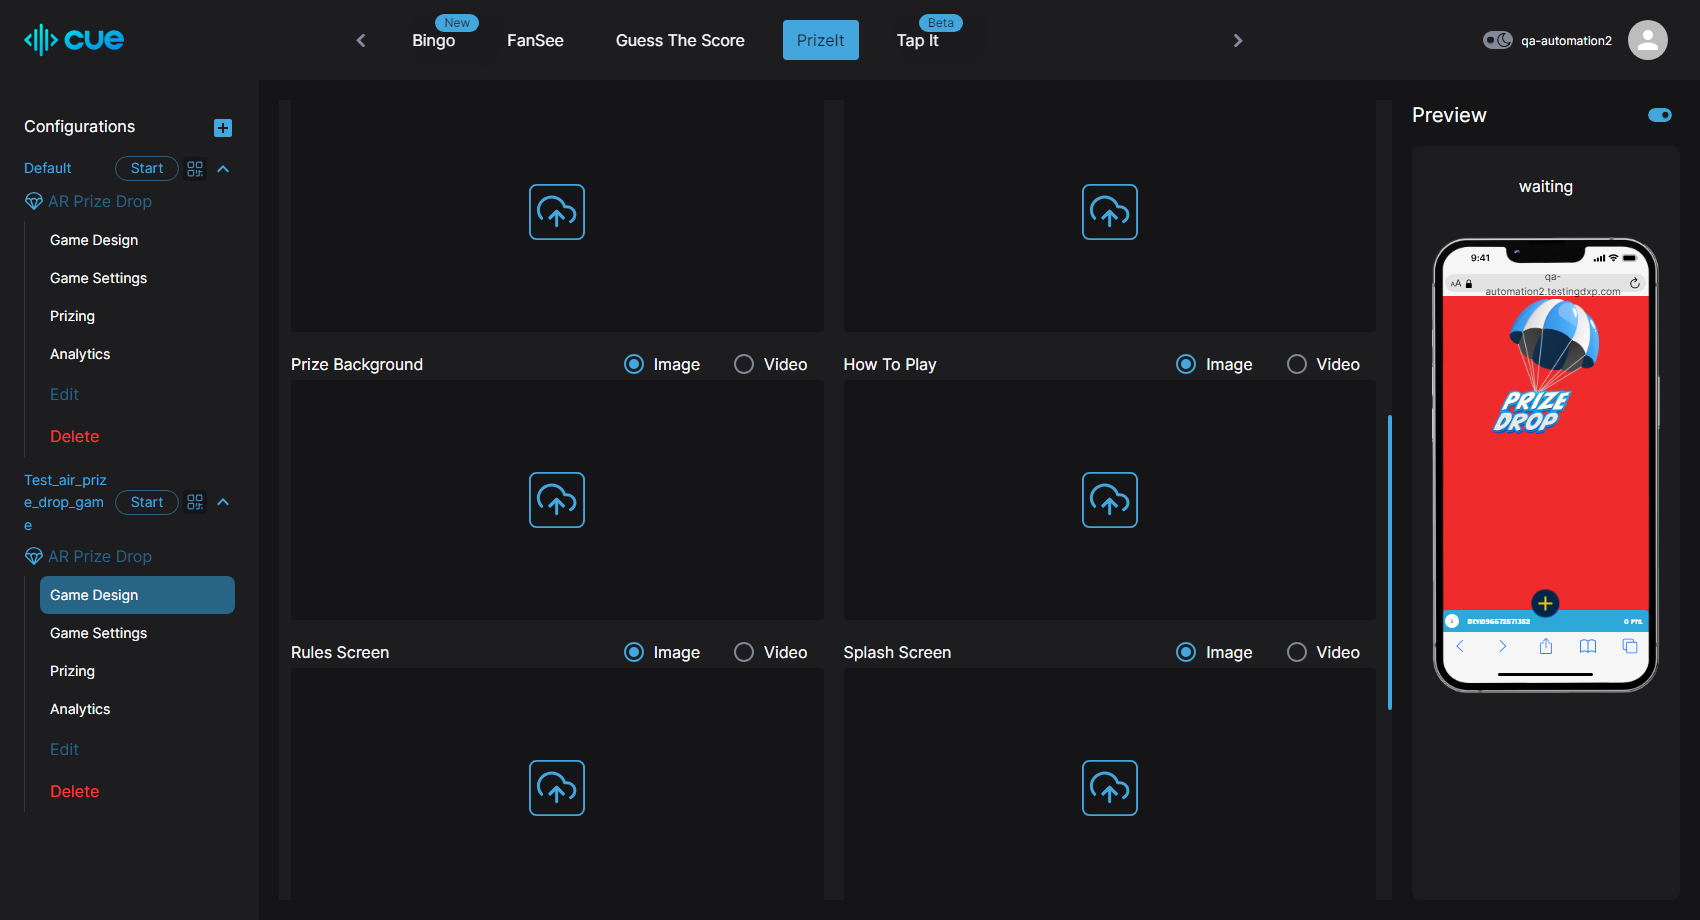 cue
Bingo
New
FanSee
Guess The Score
PrizeIt
Tap It
Beta
qa-automation2
Configurations
Default
Start
AR Prize Drop
Game Design
Game Settings
Prizing
Analytics
Edit
Delete
Test_air_priz
e_drop_gam
e
Start
AR Prize Drop
Game Design
Game Settings
Prizing
Analytics
Edit
Delete
Prize Background
Image
Video
How To Play
Image
Video
Rules Screen
Image
Video
Splash Screen
Image
Video
Preview
waiting
9:41
AA
qa-
automation2.testingdxp.com
PRIZE
DROP
0 PTS.